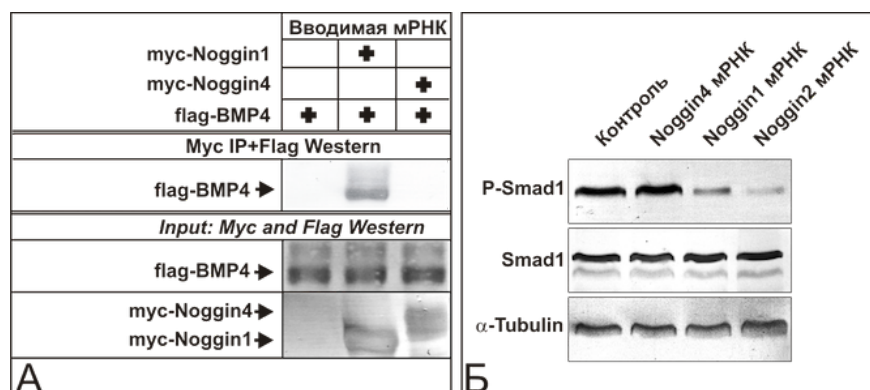 Вводимая мРНК
myc-Noggin1
myc-Noggin4
flag-BMP4
Myc IP+Flag Western
flag-BMP4
Input: Myc and Flag Western
flag-BMP4
myc-Noggin4
myc-Noggin1
А
Контроль
Noggin4 мРНК
Noggin1 мРНК
Noggin2 мРНК
P-Smad1
Smad1
α-Tubulin
Б